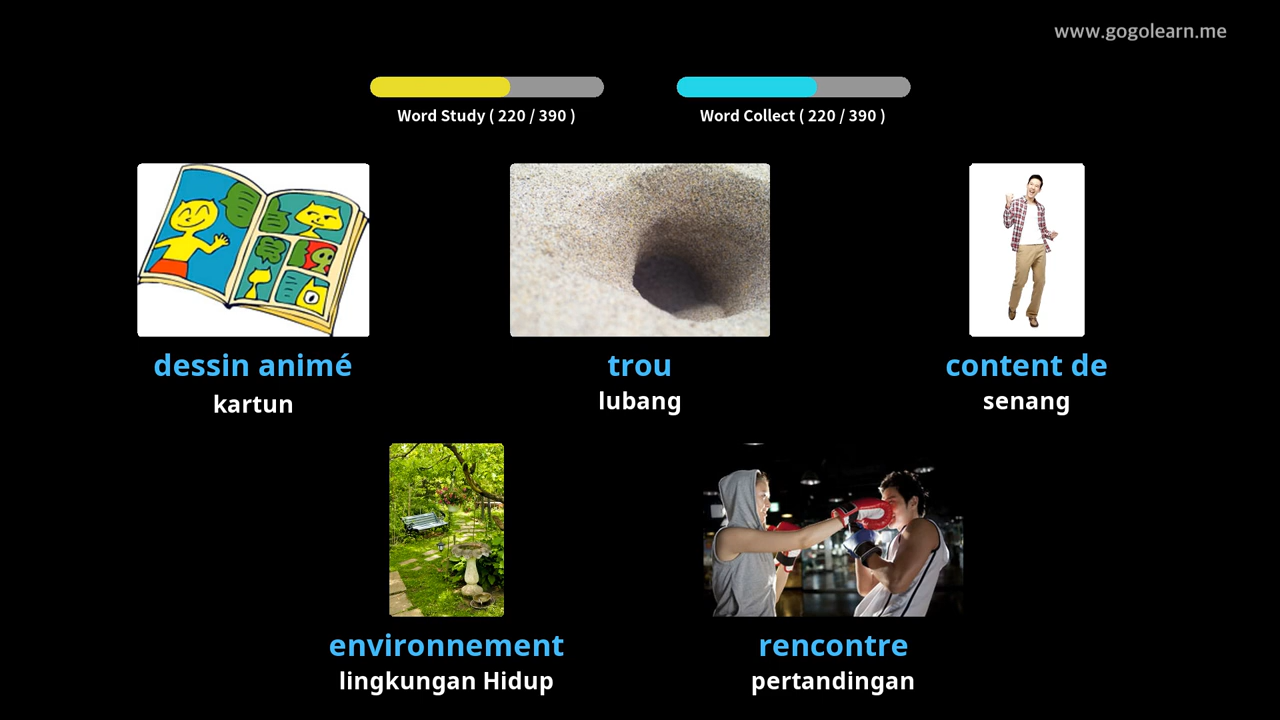 www.gogolearn.me
Word Study ( 220 / 390 )
Word Collect ( 220 / 390 )
dessin animé
kartun
trou
lubang
content de
senang
environnement
lingkungan Hidup
rencontre
pertandingan